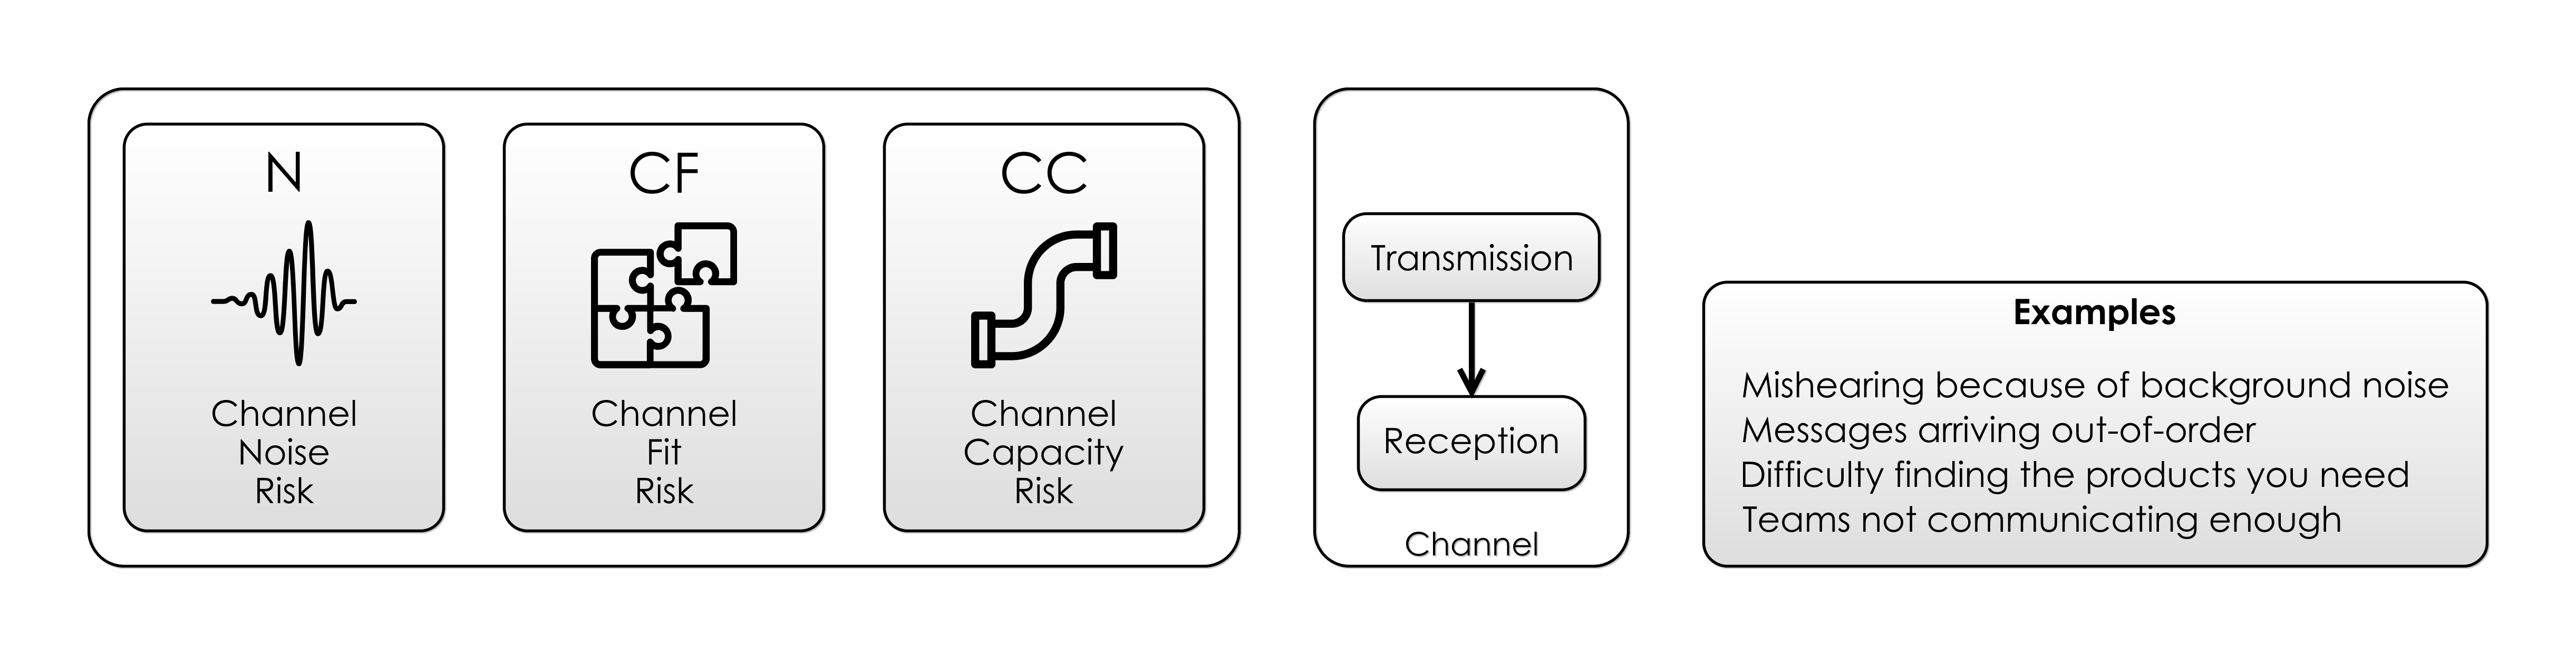 N
Channel
Noise
Risk
CF
Channel
Fit
Risk
CC
Channel
Capacity
Risk
Transmission
Reception
Channel
Examples
Mishearing because of background noise
Messages arriving out-of-order
Difficulty finding the products you need
Teams not communicating enough